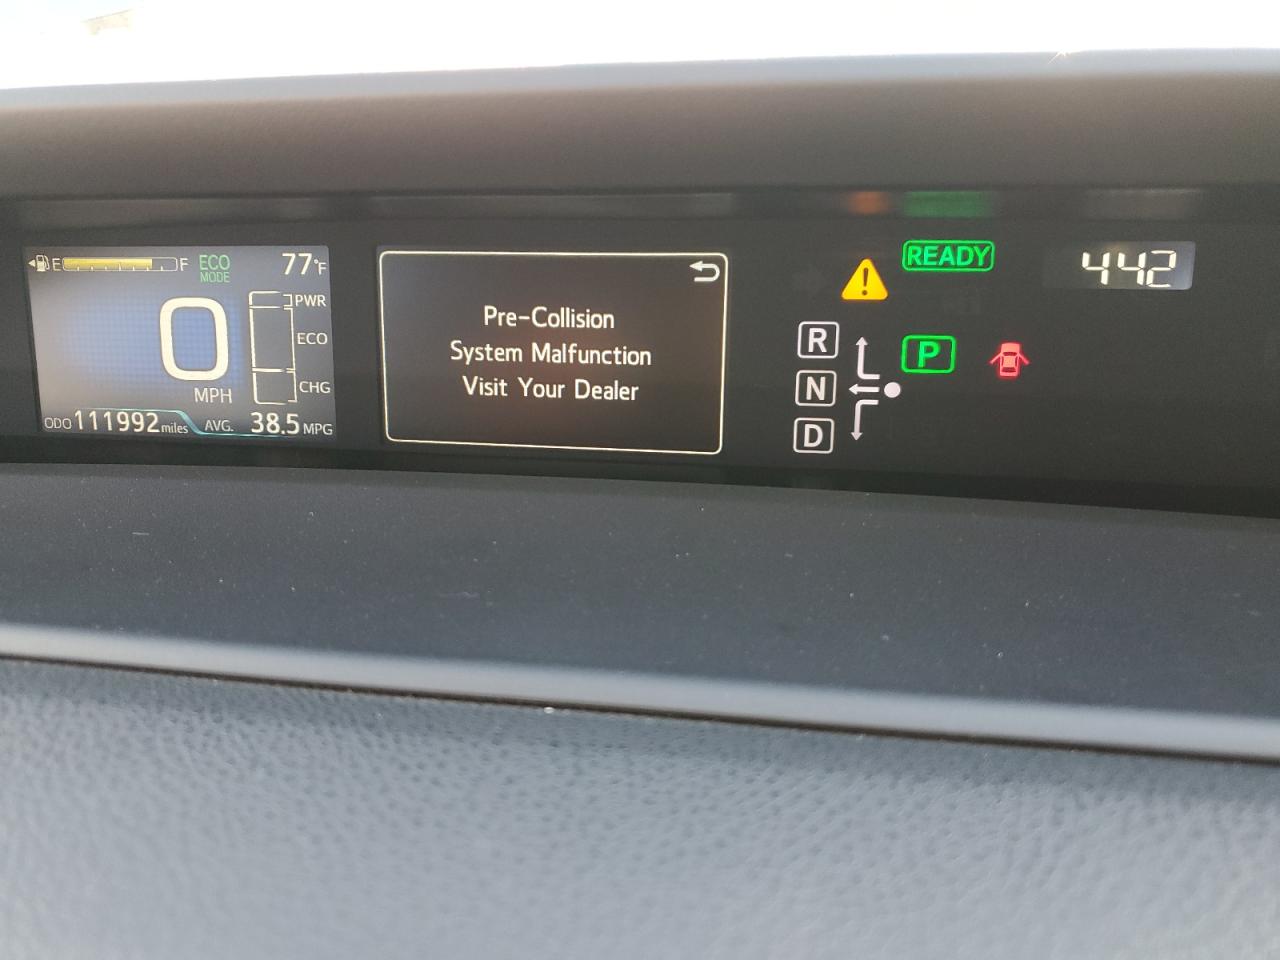 E F ECO MODE 77°F
0 MPH
PWR
ECO
CHG
ODO 111992 miles AVG. 38.5 MPG
Pre-Collision
System Malfunction
Visit Your Dealer
!
READY
442
R
N
D
P